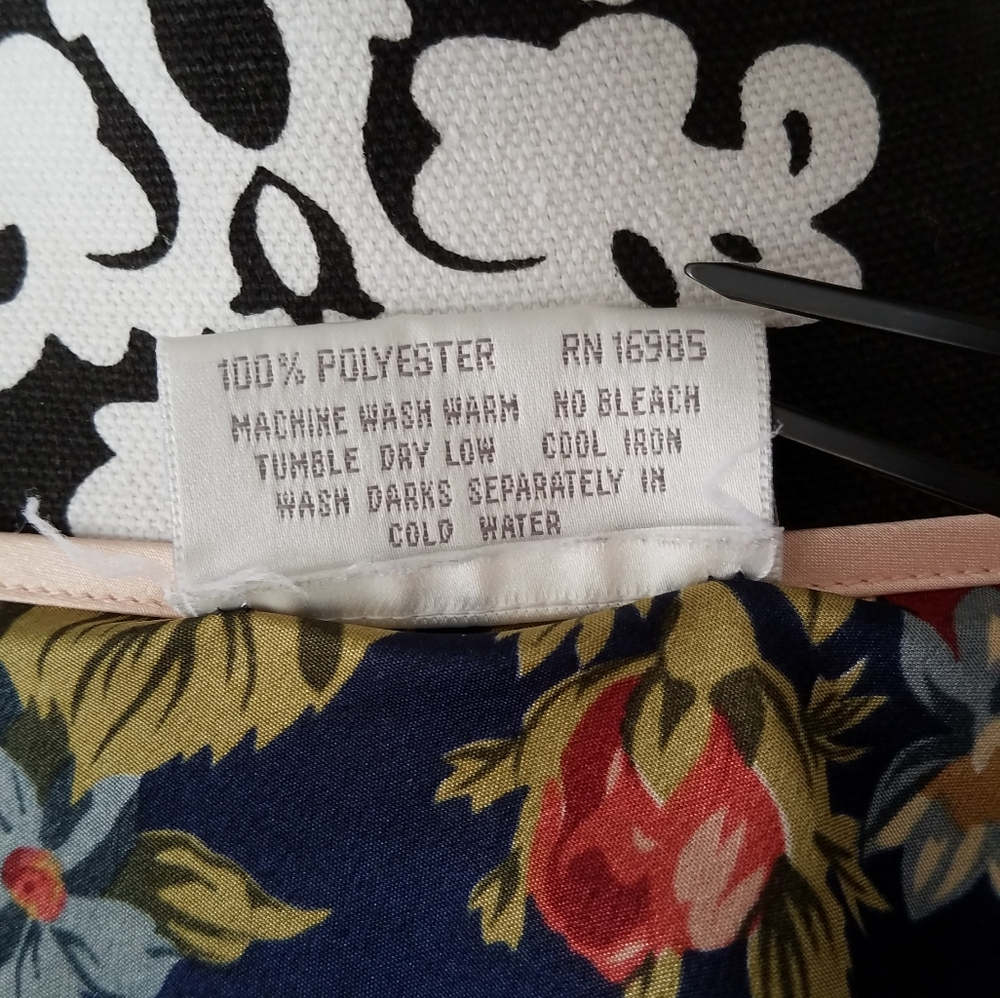 100% POLYESTER RN 16985
MACHINE WASH WARM NO BLEACH
TUMBLE DRY LOW COOL IRON
WASH DARKS SEPARATELY IN
COLD WATER